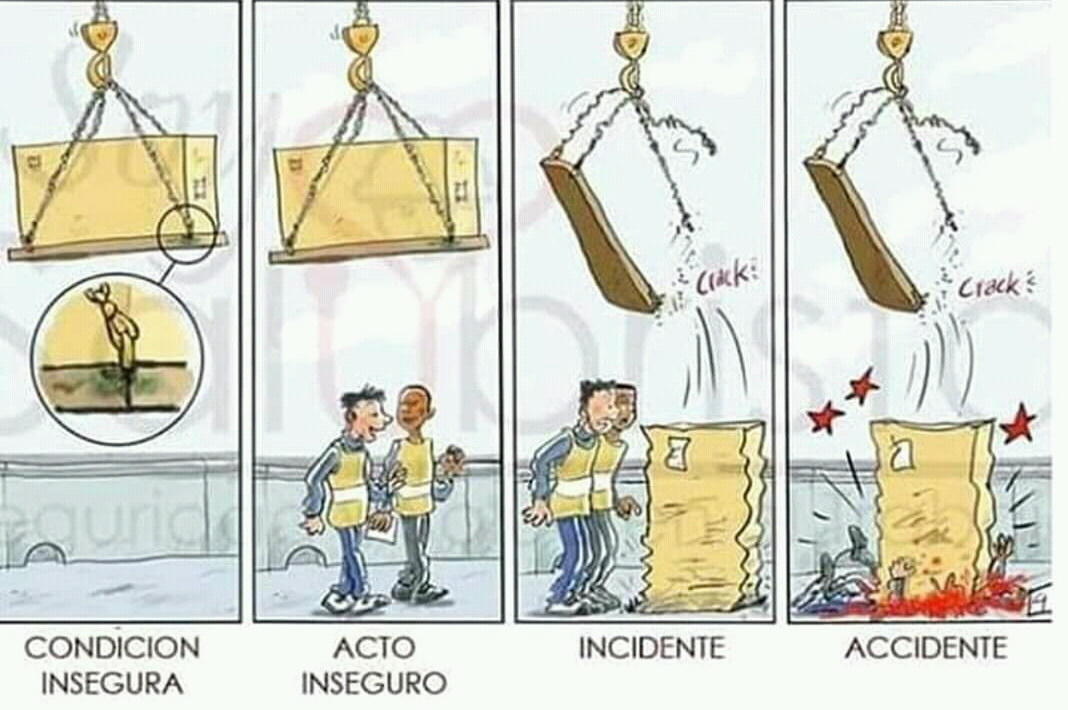 Crack
Crack
CONDICION
INSEGURA
ACTO
INSEGURO
INCIDENTE
ACCIDENTE